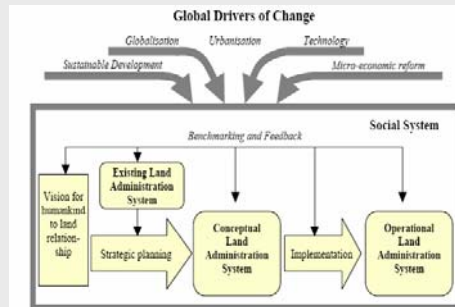 Global Drivers of Change
Globalisation Urbanisation Technology
Sustainable Development Micro-economic reform
Social System
Benchmarking and Feedback
Vision for
humankind
to land
relation-
ship
Existing Land
Administration
System
Strategic planning
Conceptual
Land
Administration
System
Implementation
Operational
Land
Administration
System